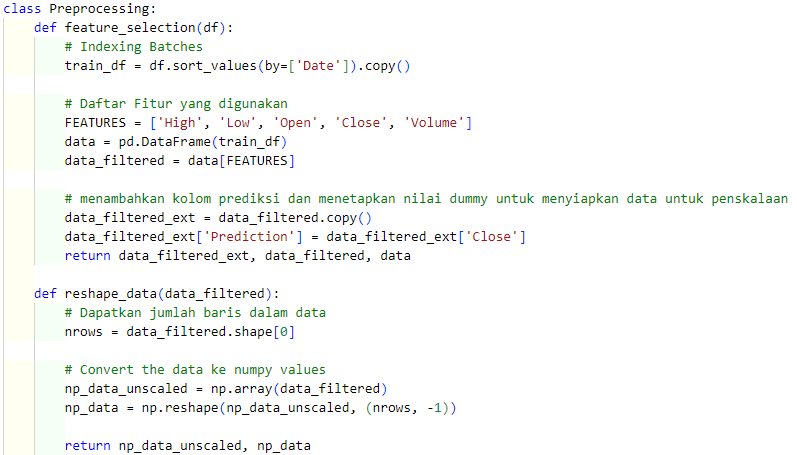 class Preprocessing:
    def feature_selection(df):
        # Indexing Batches
        train_df = df.sort_values(by=['Date']).copy()

        # Daftar Fitur yang digunakan
        FEATURES = ['High', 'Low', 'Open', 'Close', 'Volume']
        data = pd.DataFrame(train_df)
        data_filtered = data[FEATURES]

        # menambahkan kolom prediksi dan menetapkan nilai dummy untuk menyiapkan data untuk penskalaan
        data_filtered_ext = data_filtered.copy()
        data_filtered_ext['Prediction'] = data_filtered_ext['Close']
        return data_filtered_ext, data_filtered, data

    def reshape_data(data_filtered):
        # Dapatkan jumlah baris dalam data
        nrows = data_filtered.shape[0]

        # Convert the data ke numpy values
        np_data_unscaled = np.array(data_filtered)
        np_data = np.reshape(np_data_unscaled, (nrows, -1))

        return np_data_unscaled, np_data